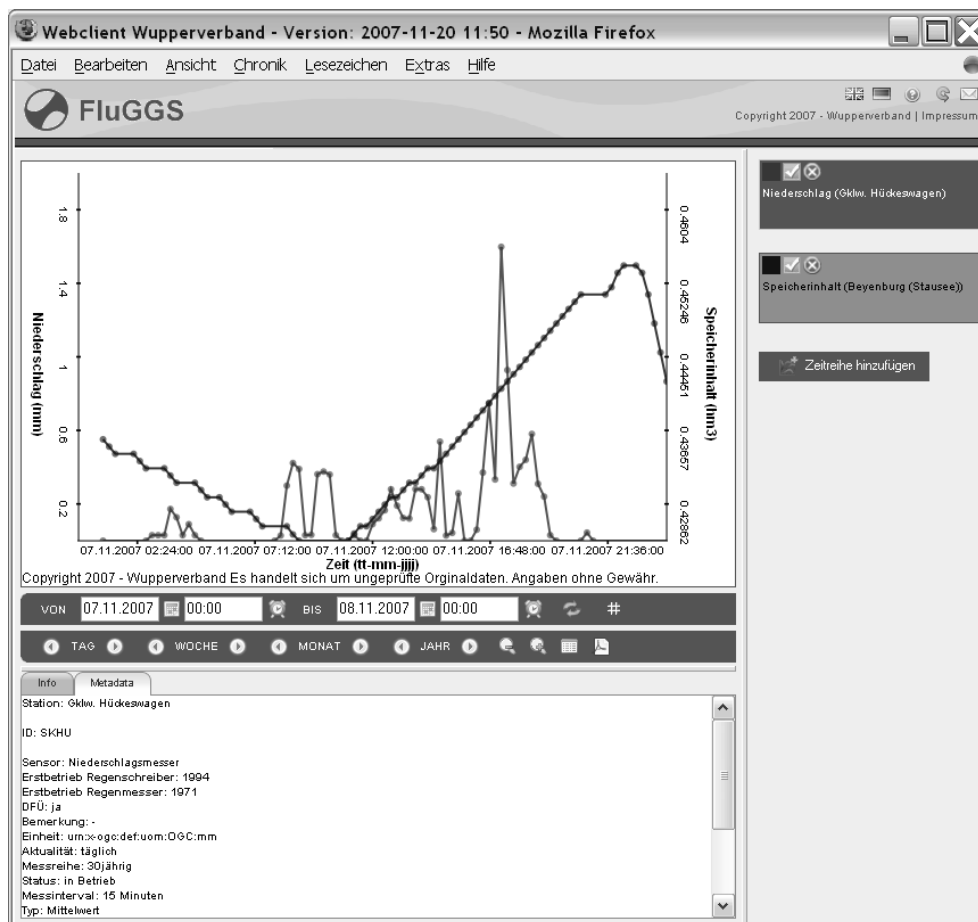 Webclient Wupperverband - Version: 2007-11-20 11:50 - Mozilla Firefox
Datei Bearbeiten Ansicht Chronik Lesezeichen Extras Hilfe
FluGGS
Copyright 2007 - Wupperverband | Impressum
Niederschlag (Gklw. Hückeswagen)
Speicherinhalt (Beyenburg (Stausee))
Zeitreihe hinzufügen
Niederschlag (mm)
1.8
1.4
1
0.6
0.2
Speicherinhalt (hm3)
0.4604
0.45246
0.44451
0.43657
0.42862
07.11.2007 02:24:00 07.11.2007 07:12:00 07.11.2007 12:00:00 07.11.2007 16:48:00 07.11.2007 21:36:00
Zeit (tt-mm-jjjj)
Copyright 2007 - Wupperverband Es handelt sich um ungeprüfte Orginaldaten. Angaben ohne Gewähr.
VON 07.11.2007 00:00 BIS 08.11.2007 00:00 #
TAG WOCHE MONAT JAHR
Info Metadata
Station: Gklw. Hückeswagen
ID: SKHU
Sensor: Niederschlagsmesser
Erstbetrieb Regenschreiber: 1994
Erstbetrieb Regenmesser: 1971
DFÜ: ja
Bemerkung: -
Einheit: urn:x-ogc:def:uom:OGC:mm
Aktualität: täglich
Messreihe: 30jährig
Status: in Betrieb
Messinterval: 15 Minuten
Typ: Mittelwert